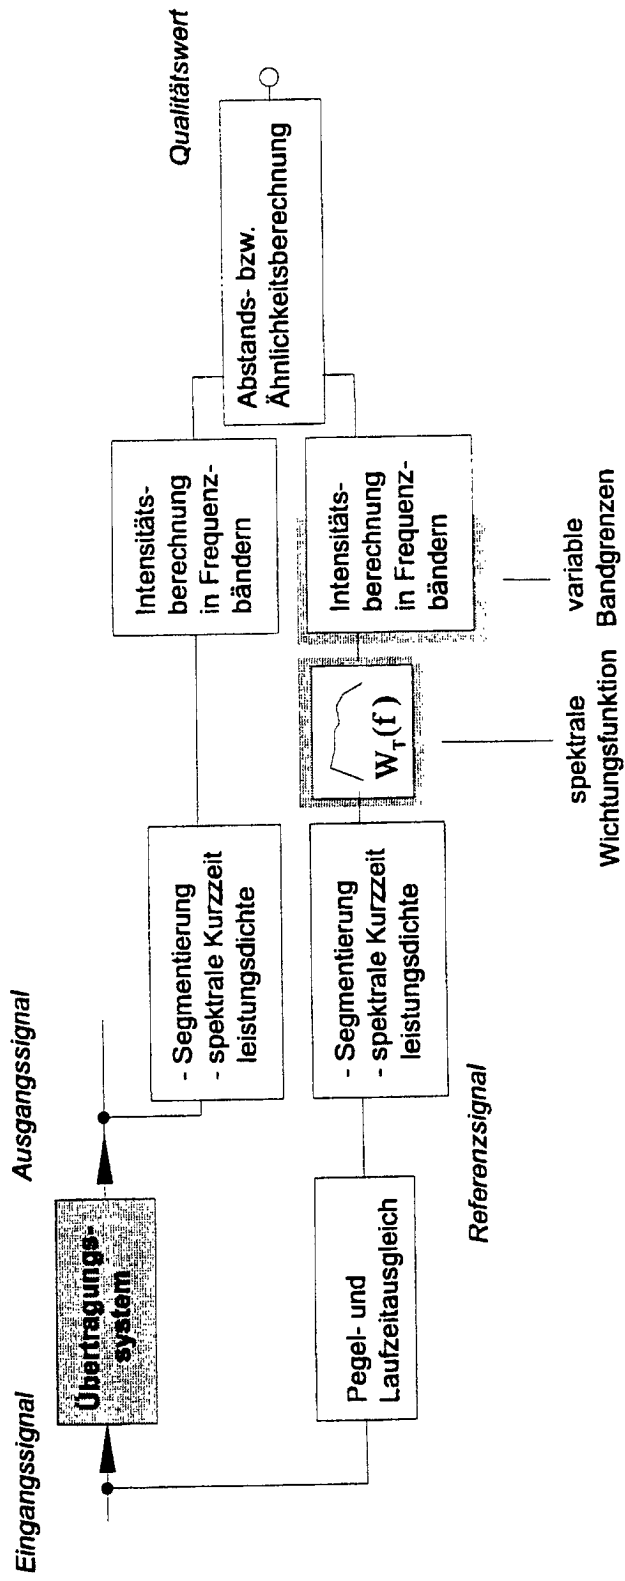 Eingangssignal
Übertragungs-
system
Ausgangssignal
Qualitätswert
- Segmentierung
- spektrale Kurzzeit
leistungsdichte
Intensitäts-
berechnung
in Frequenz-
bändern
Abstands- bzw.
Ähnlichkeitsberechnung
Pegel- und
Laufzeitausgleich
Referenzsignal
- Segmentierung
- spektrale Kurzzeit
leistungsdichte
W_T(f)
Intensitäts-
berechnung
in Frequenz-
bändern
spektrale
Wichtungsfunktion
variable
Bandgrenzen